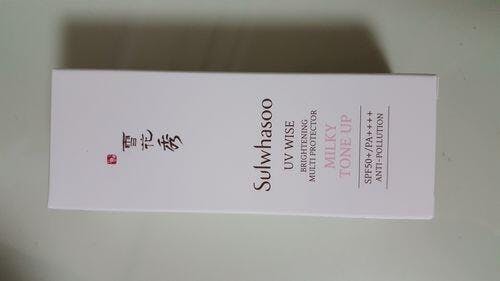 雪花秀
Sulwhasoo
UV WISE
BRIGHTENING
MULTI PROTECTOR
MILKY
TONE UP
SPF50+/PA++++
ANTI-POLLUTION